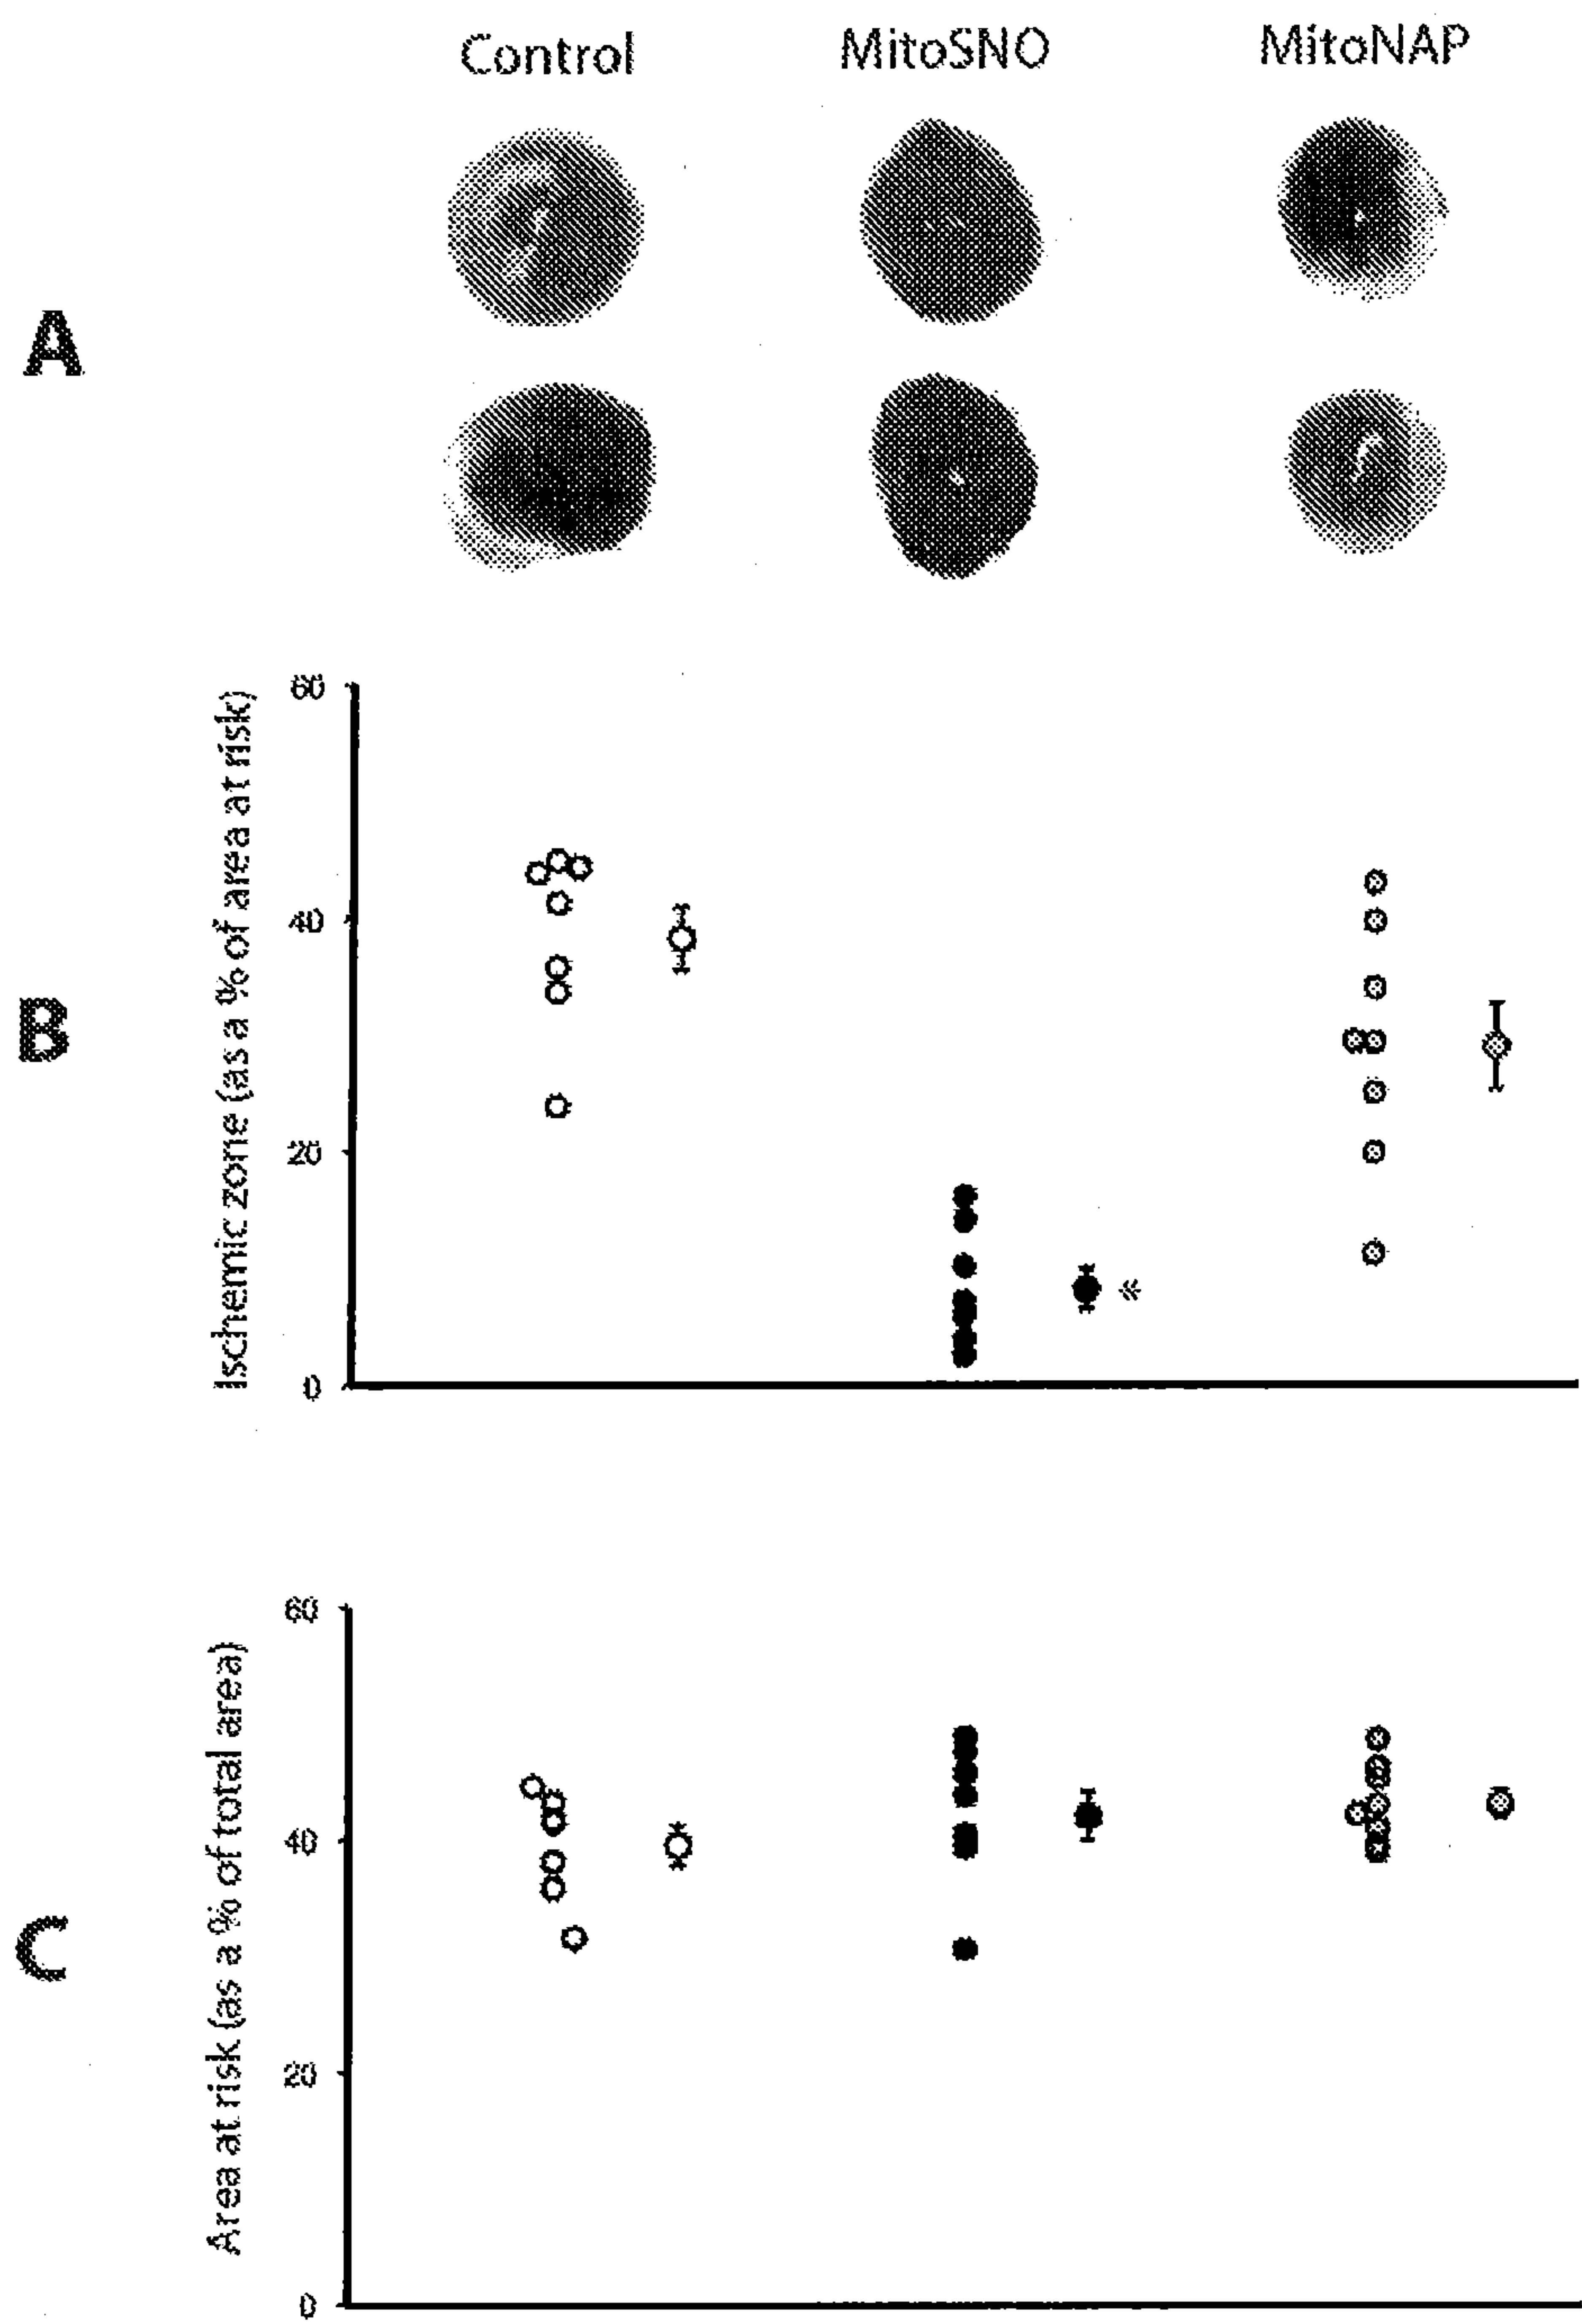 Control MitoSNO MitoNAP
A
B
Ischemic zone (as a % of area at risk)
60
40
20
0
*
C
Area at risk (as a % of total area)
60
40
20
0